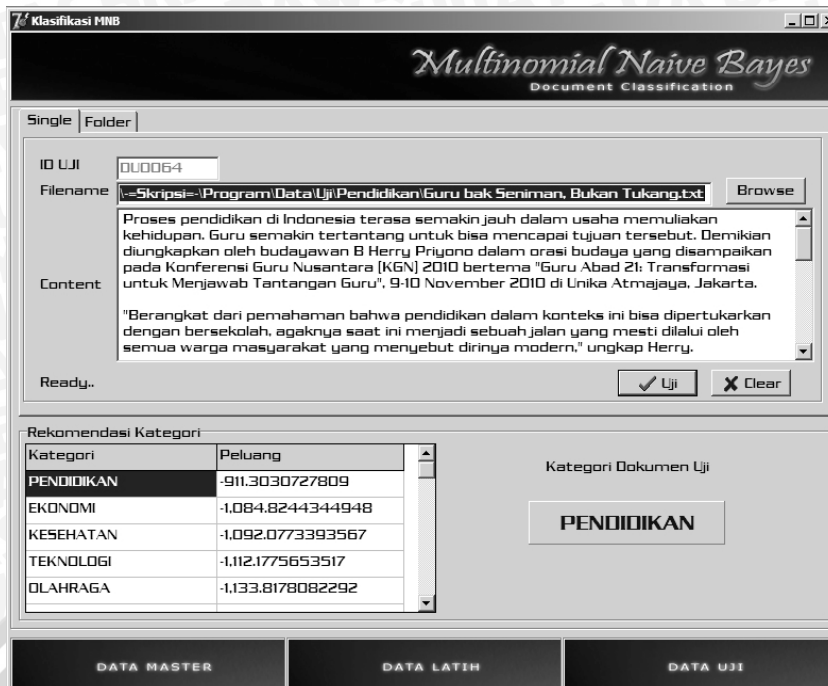 Klasifikasi MNB
Multinomial Naive Bayes
Document Classification
Single Folder
ID UJI DU0064
Filename \-=Skripsi=-\Program\Data\Uji\Pendidikan\Guru bak Seniman, Bukan Tukang.txt Browse
Proses pendidikan di Indonesia terasa semakin jauh dalam usaha memuliakan
kehidupan. Guru semakin tertantang untuk bisa mencapai tujuan tersebut. Demikian
diungkapkan oleh budayawan B Herry Priyono dalam orasi budaya yang disampaikan
pada Konferensi Guru Nusantara (KGN) 2010 bertema "Guru Abad 21: Transformasi
Content untuk Menjawab Tantangan Guru", 9-10 November 2010 di Unika Atmajaya, Jakarta.
"Berangkat dari pemahaman bahwa pendidikan dalam konteks ini bisa dipertukarkan
dengan bersekolah, agaknya saat ini menjadi sebuah jalan yang mesti dilalui oleh
semua warga masyarakat yang menyebut dirinya modern," ungkap Herry.
Ready.. Uji Clear
Rekomendasi Kategori
Kategori Peluang
PENDIDIKAN -911.3030727809
EKONOMI -1,084.8244344948
KESEHATAN -1,092.0773393567
TEKNOLOGI -1,112.1775653517
OLAHRAGA -1,133.8178082292
Kategori Dokumen Uji
PENDIDIKAN
DATA MASTER DATA LATIH DATA UJI